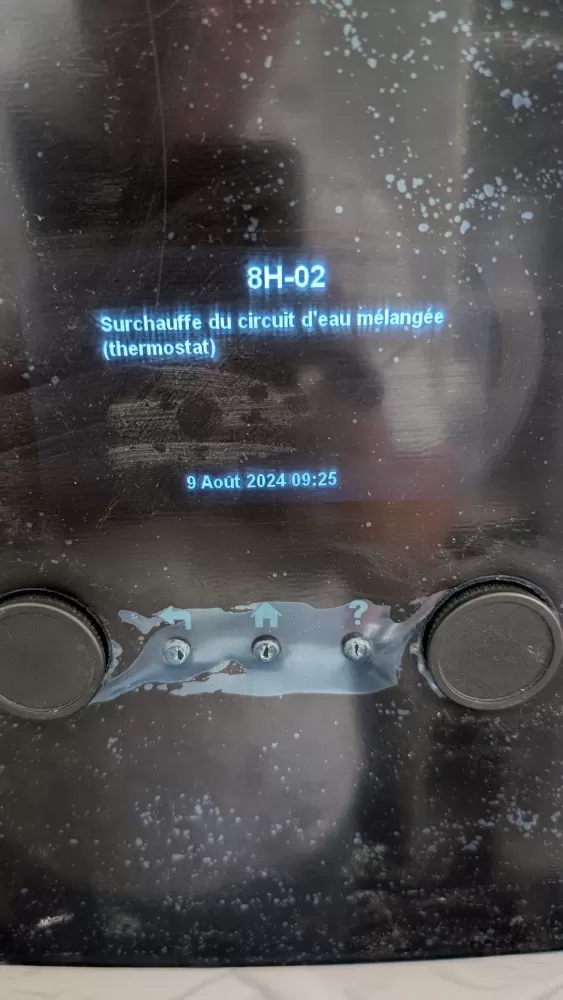 8H-02
Surchauffe du circuit d'eau mélangée
(thermostat)
9 Août 2024 09:25
?